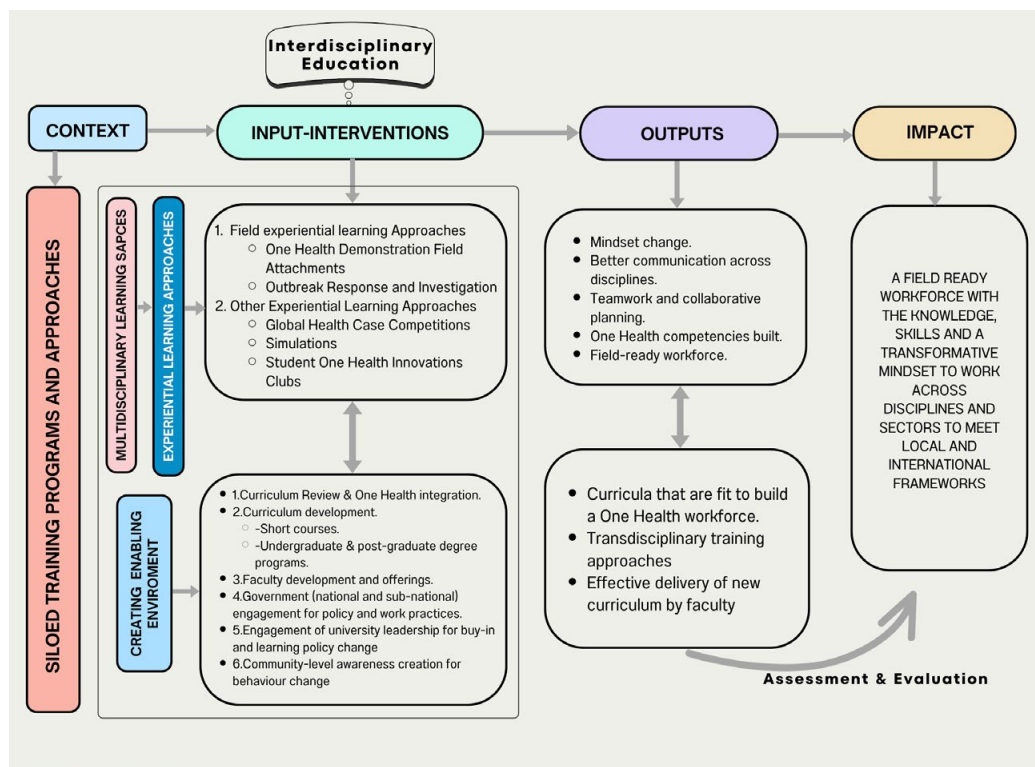 Interdisciplinary
Education
CONTEXT
INPUT-INTERVENTIONS
OUTPUTS
IMPACT
SILOED TRAINING PROGRAMS AND APPROACHES
MULTIDISCIPLINARY LEARNING SAPCES
EXPERIENTIAL LEARNING APPROACHES
1. Field experiential learning Approaches
○ One Health Demonstration Field
Attachments
○ Outbreak Response and Investigation
2. Other Experiential Learning Approaches
○ Global Health Case Competitions
○ Simulations
○ Student One Health Innovations
Clubs
CREATING ENABLING
ENVIROMENT
● 1.Curriculum Review & One Health integration.
● 2.Curriculum development.
○ -Short courses.
○ -Undergraduate & post-graduate degree
programs.
● 3.Faculty development and offerings.
● 4.Government (national and sub-national)
engagement for policy and work practices.
● 5.Engagement of university leadership for buy-in
and learning policy change
● 6.Community-level awareness creation for
behaviour change
● Mindset change.
● Better communication across
disciplines.
● Teamwork and collaborative
planning.
● One Health competencies built.
● Field-ready workforce.
● Curricula that are fit to build
a One Health workforce.
● Transdisciplinary training
approaches
● Effective delivery of new
curriculum by faculty
A FIELD READY
WORKFORCE WITH
THE KNOWLEDGE,
SKILLS AND A
TRANSFORMATIVE
MINDSET TO WORK
ACROSS
DISCIPLINES AND
SECTORS TO MEET
LOCAL AND
INTERNATIONAL
FRAMEWORKS
Assessment & Evaluation